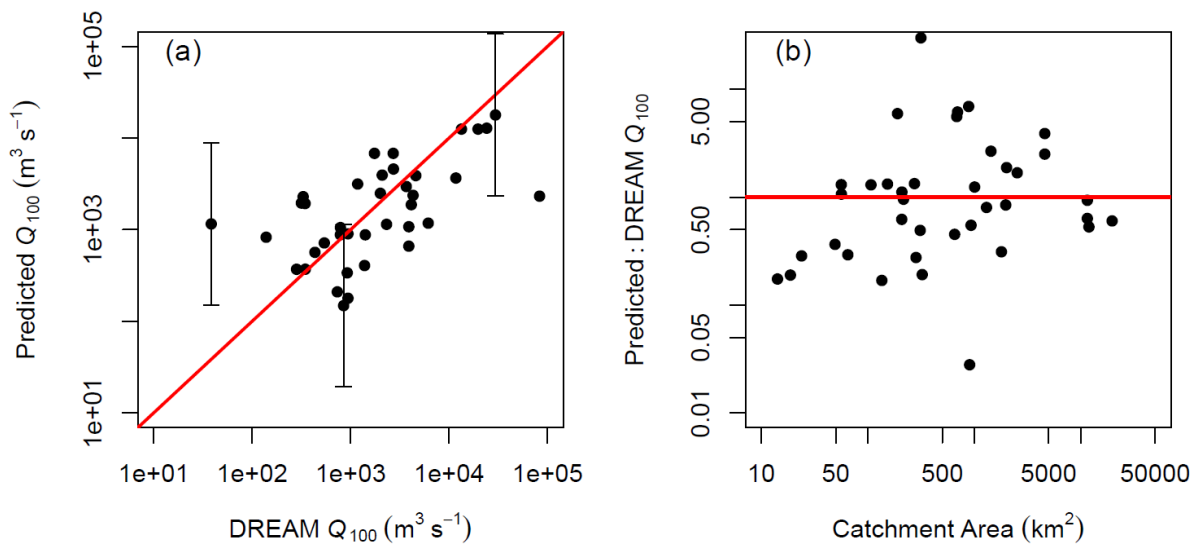 (a)
Predicted Q100 (m³ s⁻¹)
1e+05
1e+03
1e+01
1e+01 1e+02 1e+03 1e+04 1e+05
DREAM Q100 (m³ s⁻¹)
(b)
Predicted : DREAM Q100
5.00
0.50
0.05
0.01
10 50 500 5000 50000
Catchment Area (km²)